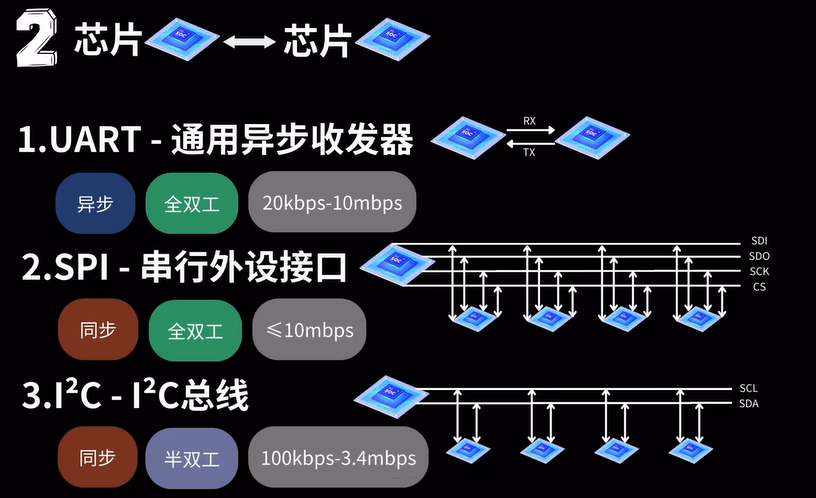 2 芯片 芯片
1.UART - 通用异步收发器
RX
TX
异步 全双工 20kbps-10mbps
2.SPI - 串行外设接口
SDI
SDO
SCK
CS
同步 全双工 ≤10mbps
3.I²C - I²C总线
SCL
SDA
同步 半双工 100kbps-3.4mbps